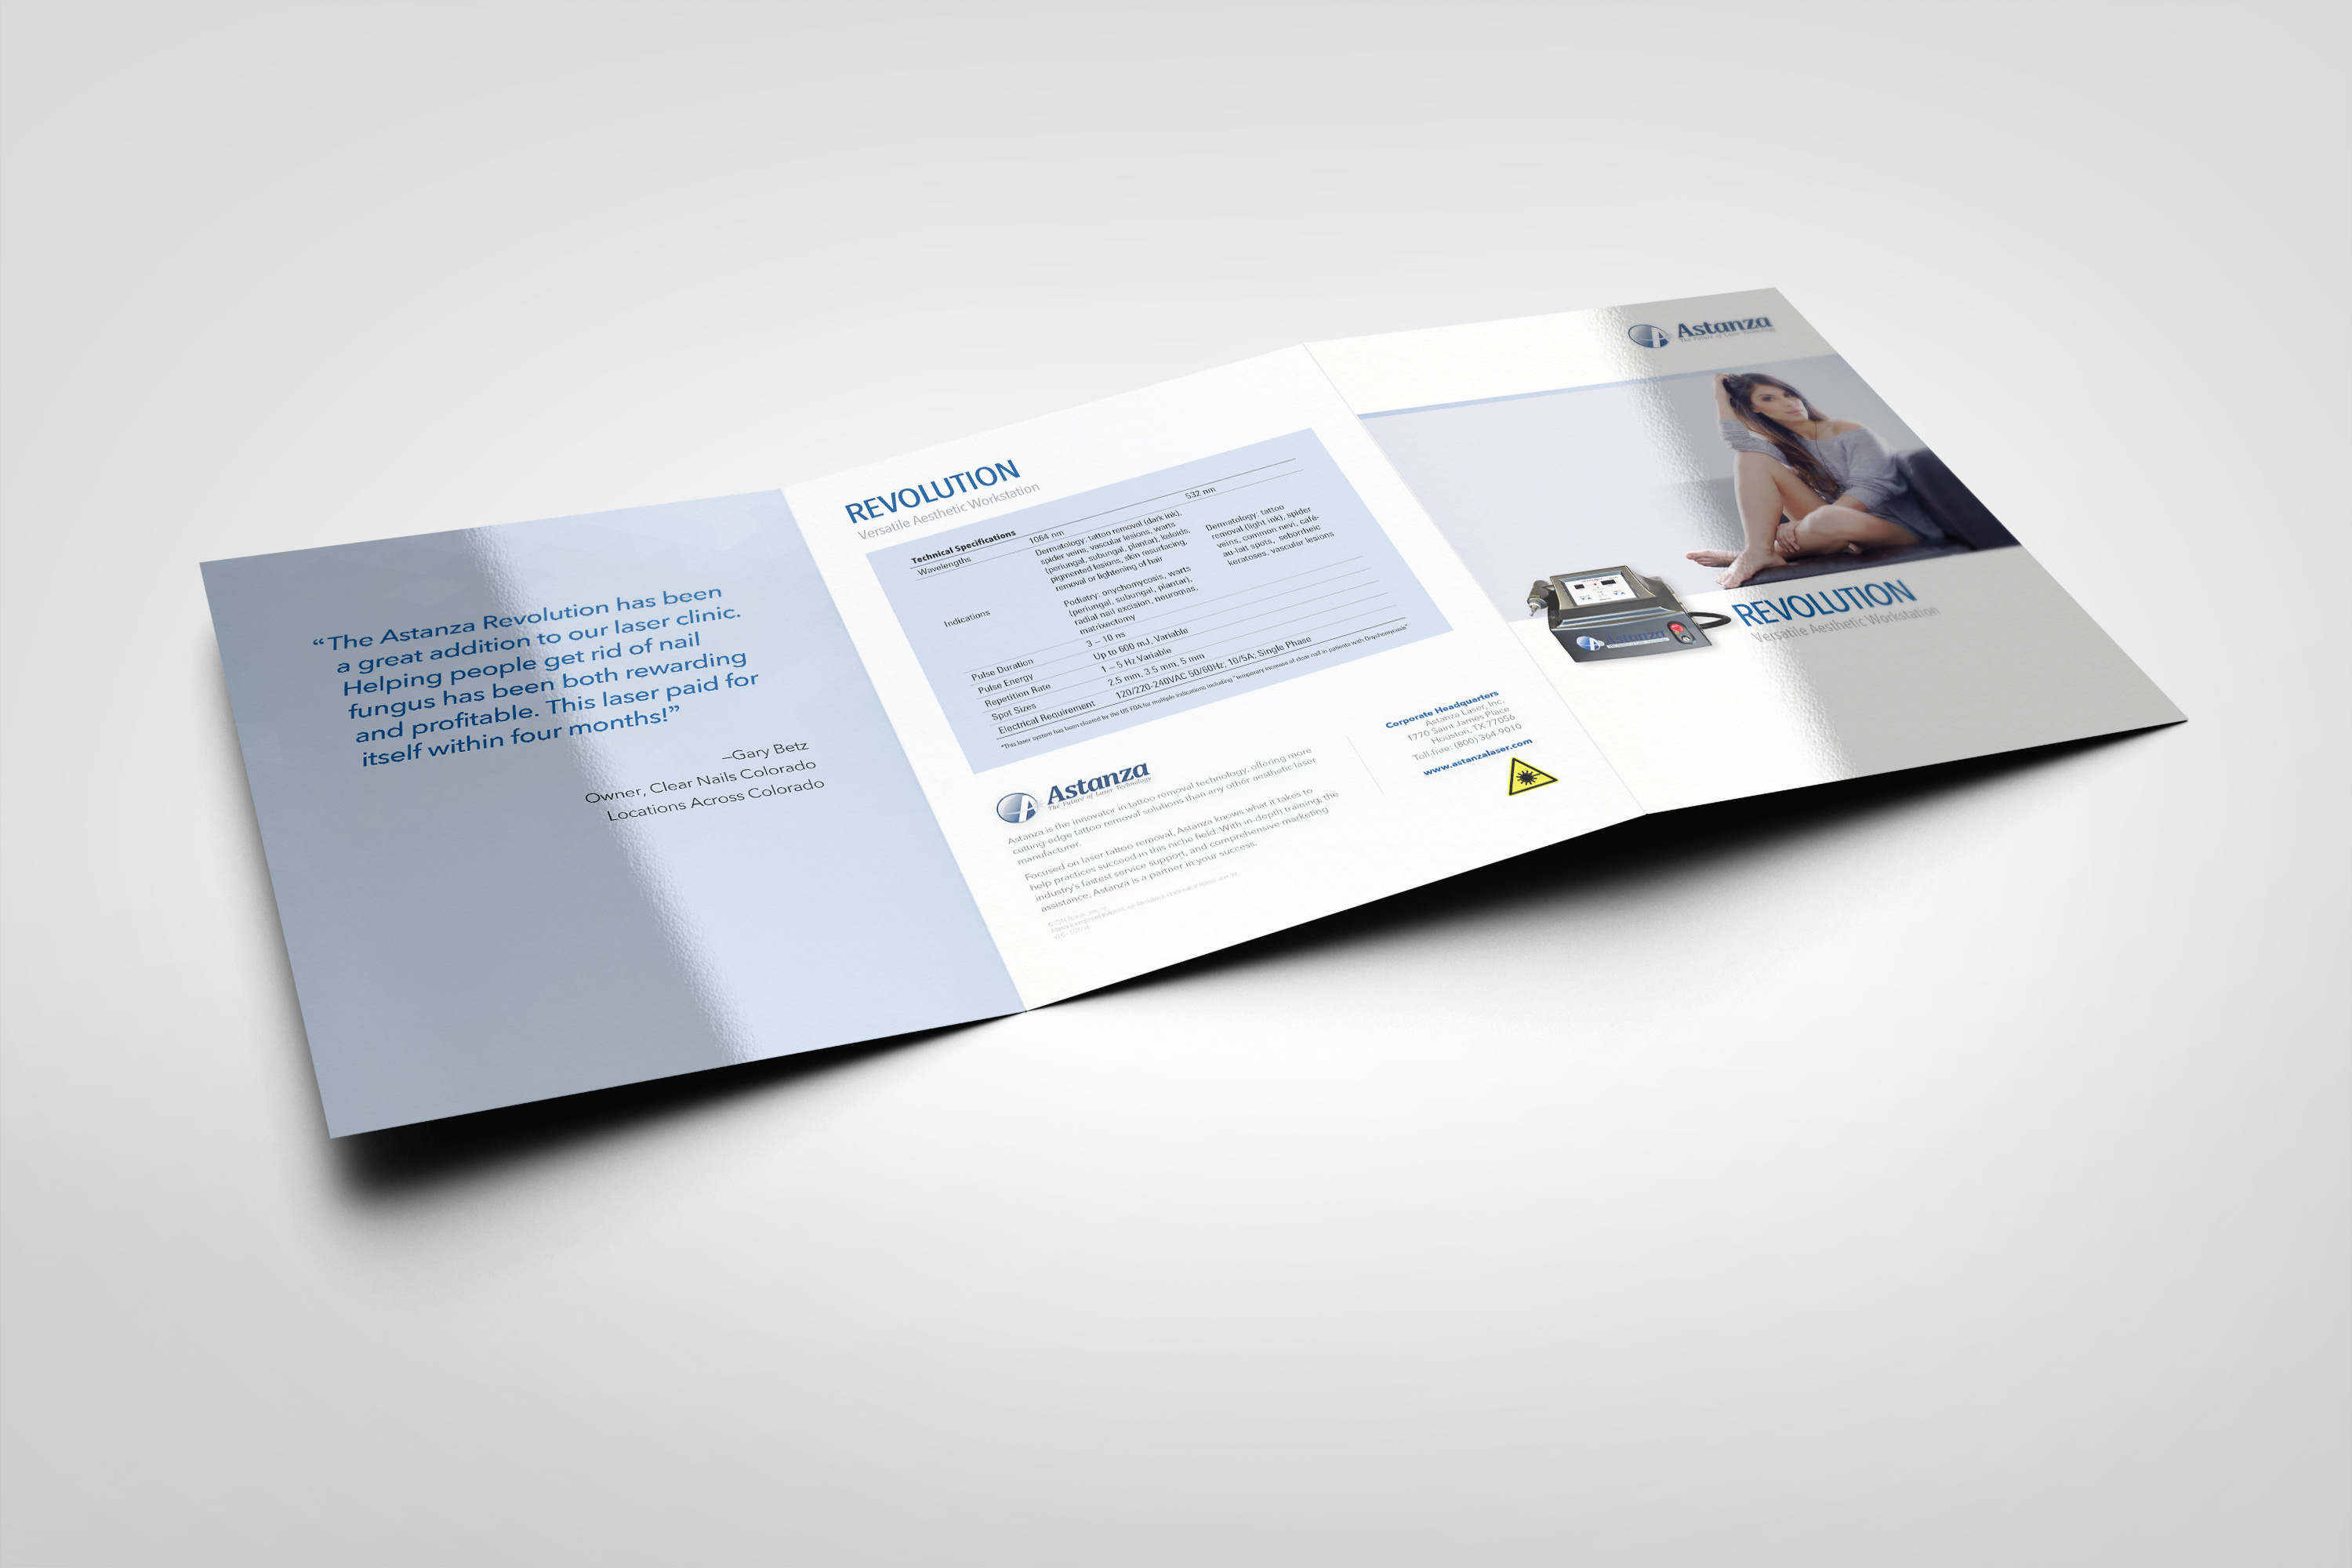 “The Astanza Revolution has been
a great addition to our laser clinic.
Helping people get rid of nail
fungus has been both rewarding
and profitable. This laser paid for
itself within four months!”
–Gary Betz
Owner, Clear Nails Colorado
Locations Across Colorado
REVOLUTION
Versatile Aesthetic Workstation
Technical Specifications
Wavelengths 1064 nm 532 nm
Indications
Dermatology: tattoo removal (dark ink),
spider veins, vascular lesions, warts
(periungal, subungal, plantar), keloids,
pigmented lesions, skin resurfacing,
removal or lightening of hair
Podiatry: onychomycosis, warts
(periungal, subungal, plantar),
radial nail excision, neuromas,
matrixectomy
Dermatology: tattoo
removal (light ink), spider
veins, common nevi, café-
au-lait spots, seborrheic
keratoses, vascular lesions
Pulse Duration 3 – 10 ns
Pulse Energy Up to 600 mJ, Variable
Repetition Rate 1 – 5 Hz Variable
Spot Sizes 2.5 mm, 3.5 mm, 5 mm
Electrical Requirement 120/220-240VAC 50/60Hz; 10/5A; Single Phase
*This laser system has been cleared by the US FDA for multiple indications including "temporary increase of clear nail in patients with Onychomycosis"
Astanza
The Future of Laser Technology
Astanza is the innovator in tattoo removal technology, offering more
cutting-edge tattoo removal solutions than any other aesthetic laser
manufacturer.
Focused on laser tattoo removal, Astanza knows what it takes to
help practices succeed in this niche field. With in-depth training, the
industry's fastest service support, and comprehensive marketing
assistance, Astanza is a partner in your success.
Corporate Headquarters
Astanza Laser, Inc.
1770 Saint James Place
Houston, TX 77056
Toll-free: (800) 364-9010
www.astanzalaser.com
Astanza
The Future of Laser Technology
Astanza
REVOLUTION
Versatile Aesthetic Workstation